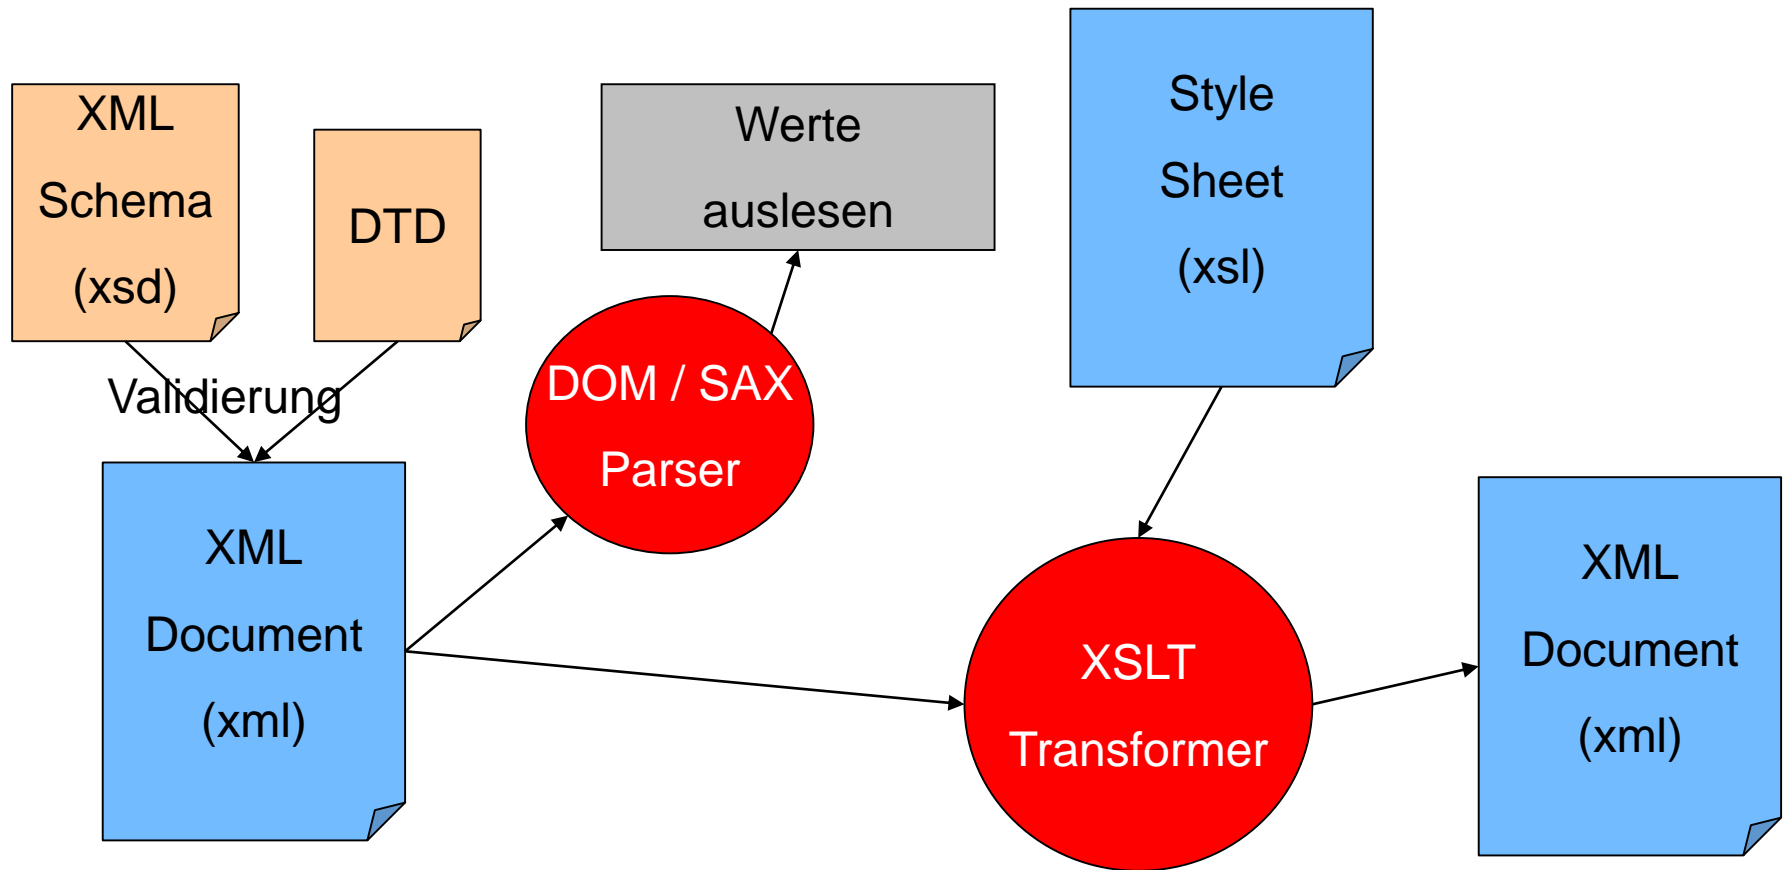 XML
Schema
(xsd)
DTD
Werte
auslesen
Style
Sheet
(xsl)
Validierung
DOM / SAX
Parser
XML
Document
(xml)
XSLT
Transformer
XML
Document
(xml)